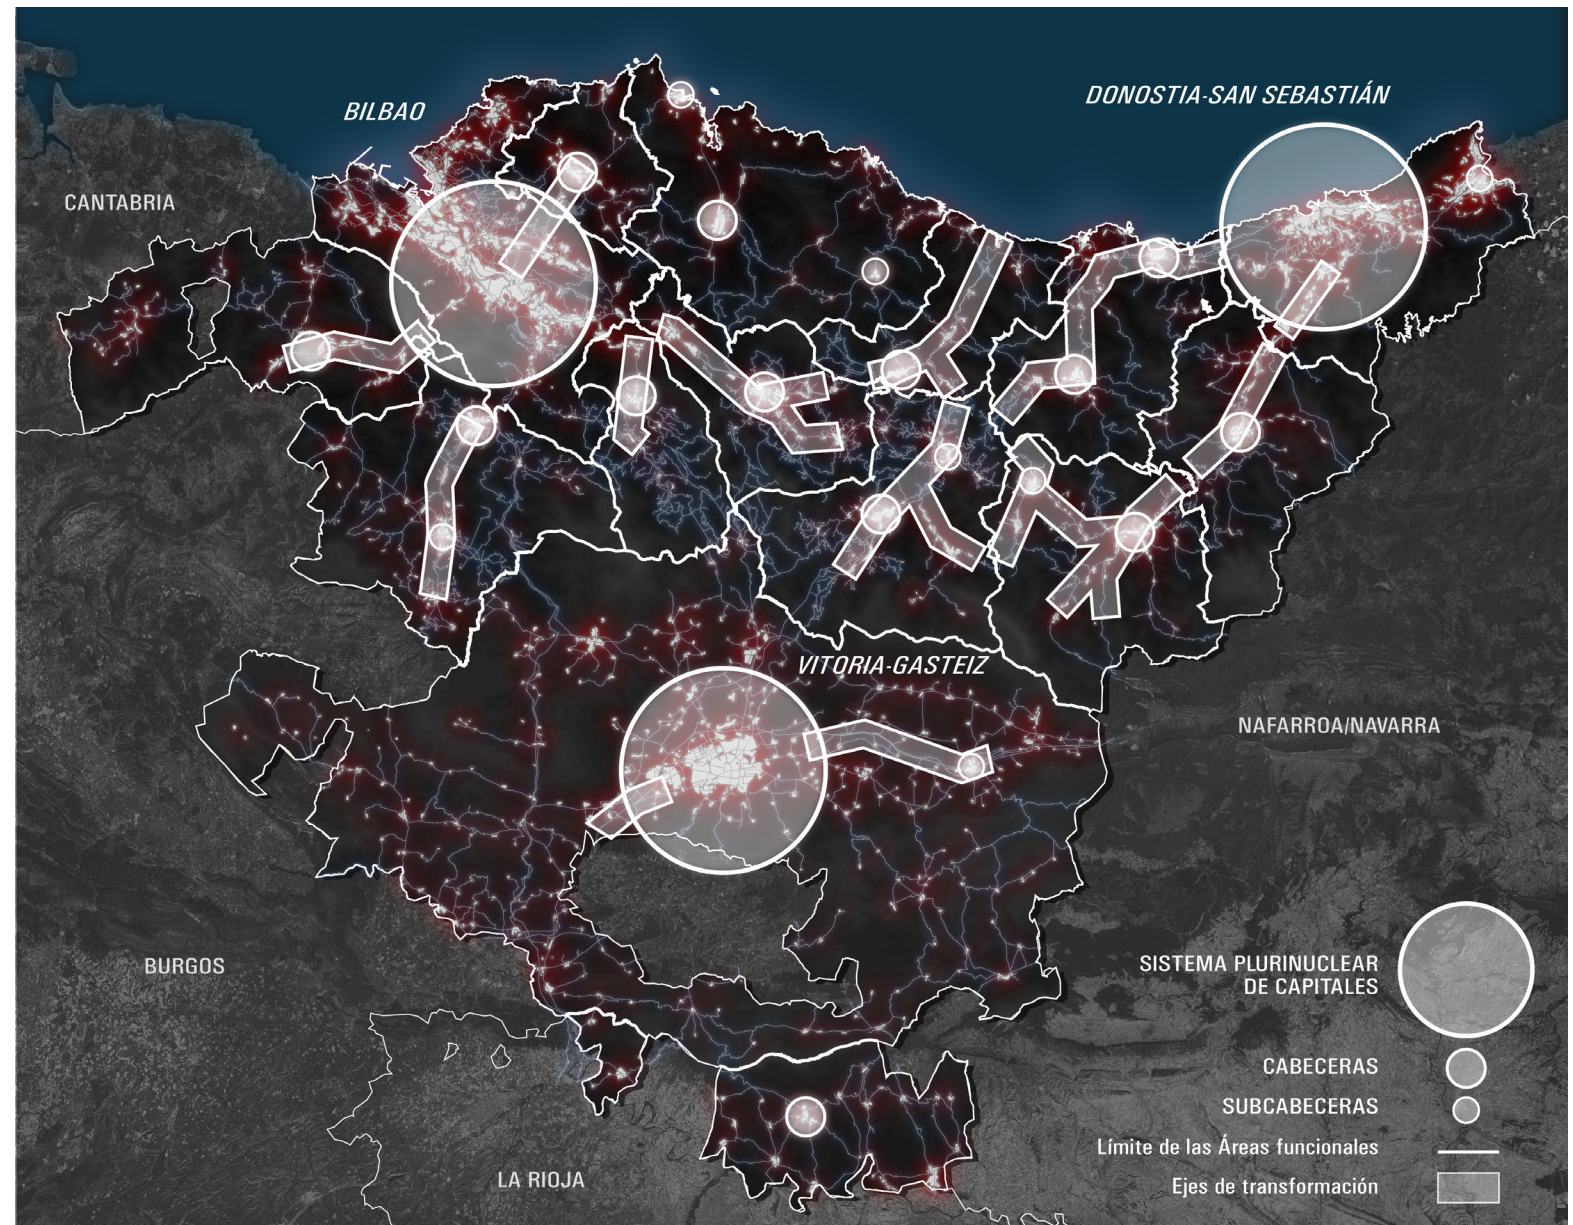 BILBAO
DONOSTIA-SAN SEBASTIÁN
CANTABRIA
VITORIA-GASTEIZ
NAFARROA/NAVARRA
BURGOS
LA RIOJA
SISTEMA PLURINUCLEAR
DE CAPITALES
CABECERAS
SUBCABECERAS
Límite de las Áreas funcionales
Ejes de transformación